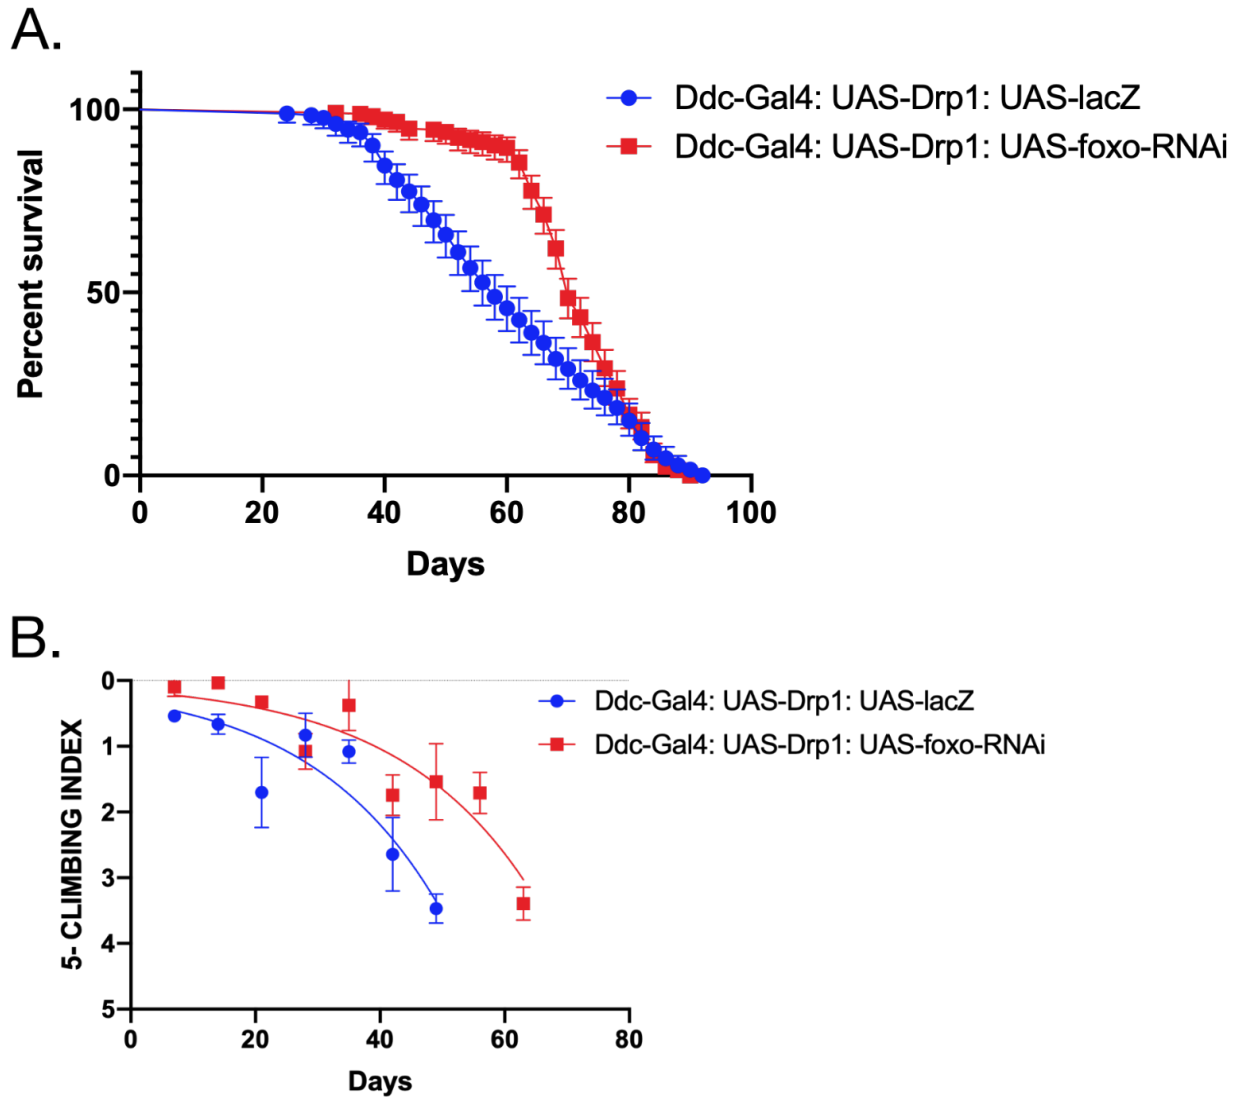 A.
Percent survival
100
50
0
0 20 40 60 80 100
Days
Ddc-Gal4: UAS-Drp1: UAS-lacZ
Ddc-Gal4: UAS-Drp1: UAS-foxo-RNAi
B.
5- CLIMBING INDEX
0
1
2
3
4
5
0 20 40 60 80
Days
Ddc-Gal4: UAS-Drp1: UAS-lacZ
Ddc-Gal4: UAS-Drp1: UAS-foxo-RNAi